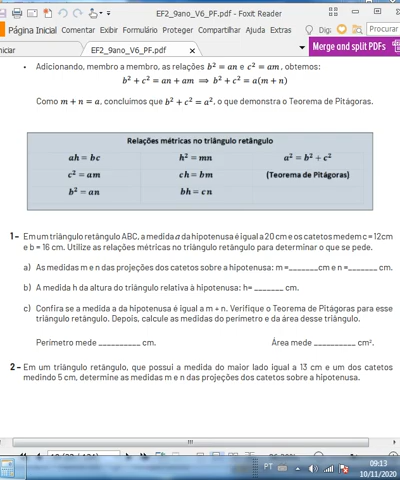 EF2_9ano_V6_PF.pdf - Foxit Reader
Página Inicial Comentar Exibir Formulário Proteger Compartilhar Ajuda Extras Procurar
EF2_9ano_V6_PF.pdf × Merge and split PDFs
• Adicionando, membro a membro, as relações b² = an e c² = am, obtemos:
b² + c² = an + am ⟹ b² + c² = a(m + n)
Como m + n = a, concluímos que b² + c² = a², o que demonstra o Teorema de Pitágoras.
Relações métricas no triângulo retângulo
ah = bc h² = mn a² = b² + c²
c² = am ch = bm (Teorema de Pitágoras)
b² = an bh = cn
1 – Em um triângulo retângulo ABC, a medida a da hipotenusa é igual a 20 cm e os catetos medem c = 12cm
e b = 16 cm. Utilize as relações métricas no triângulo retângulo para determinar o que se pede.
a) As medidas m e n das projeções dos catetos sobre a hipotenusa: m =_______cm e n =_______ cm.
b) A medida h da altura do triângulo relativa à hipotenusa: h= _______ cm.
c) Confira se a medida a da hipotenusa é igual a m + n. Verifique o Teorema de Pitágoras para esse
triângulo retângulo. Depois, calcule as medidas do perímetro e da área desse triângulo.
Perímetro mede __________ cm. Área mede __________ cm².
2 – Em um triângulo retângulo, que possui a medida do maior lado igual a 13 cm e um dos catetos
medindo 5 cm, determine as medidas m e n das projeções dos catetos sobre a hipotenusa.
PT 09:13
10/11/2020